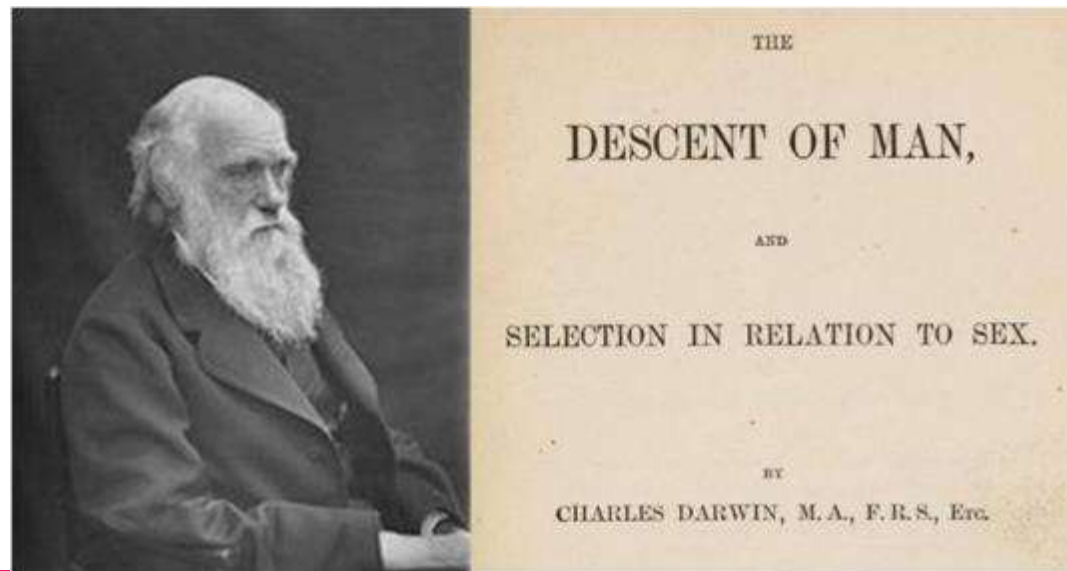 THE
DESCENT OF MAN,
AND
SELECTION IN RELATION TO SEX.
BY
CHARLES DARWIN, M.A., F.R.S., Etc.